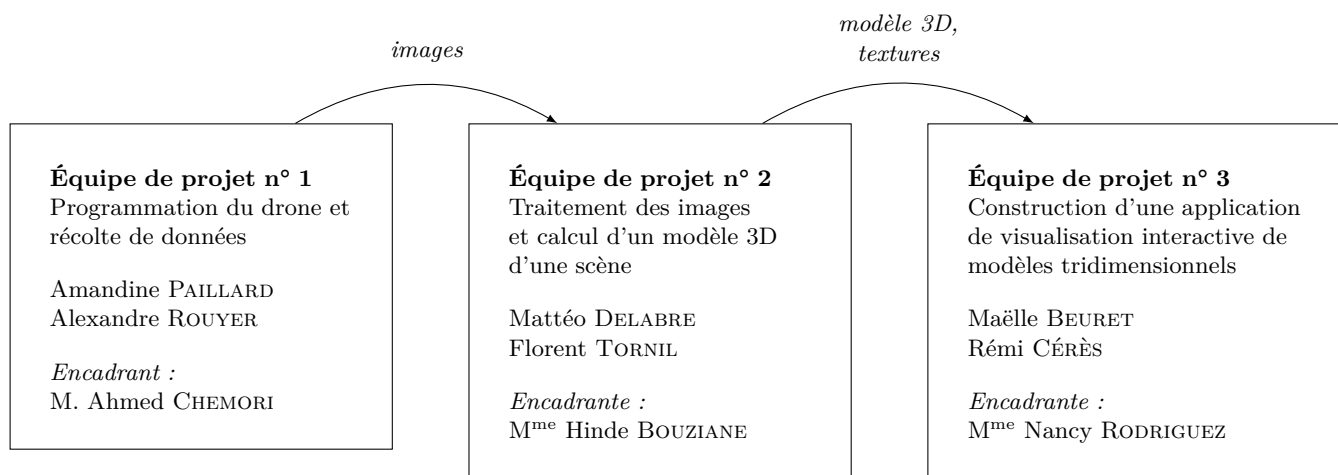 images
modèle 3D,
textures
Équipe de projet n° 1
Programmation du drone et
récolte de données
Amandine PAILLARD
Alexandre ROUYER
Encadrant :
M. Ahmed CHEMORI
Équipe de projet n° 2
Traitement des images
et calcul d'un modèle 3D
d'une scène
Mattéo DELABRE
Florent TORNIL
Encadrante :
Mme Hinde BOUZIANE
Équipe de projet n° 3
Construction d'une application
de visualisation interactive de
modèles tridimensionnels
Maëlle BEURET
Rémi CÉRÈS
Encadrante :
Mme Nancy RODRIGUEZ